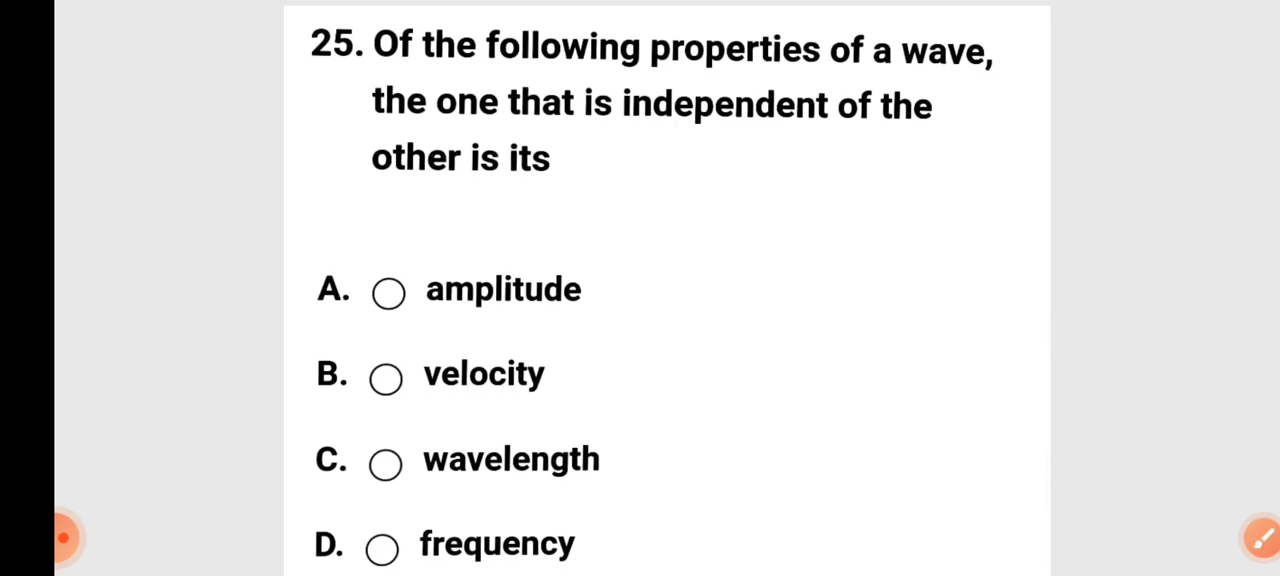 25. Of the following properties of a wave,
the one that is independent of the
other is its
A. amplitude
B. velocity
C. wavelength
D. frequency